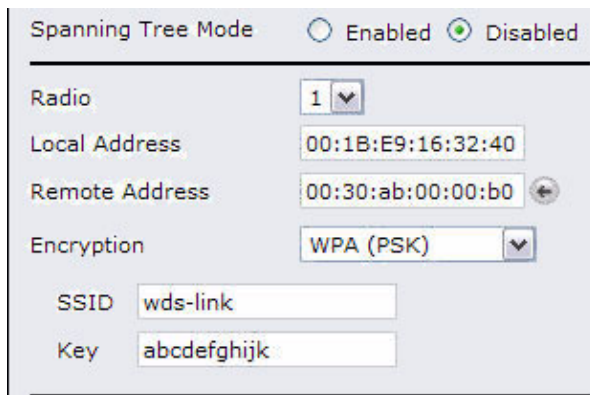 Spanning Tree Mode Enabled Disabled
Radio 1
Local Address 00:1B:E9:16:32:40
Remote Address 00:30:ab:00:00:b0
Encryption WPA (PSK)
SSID wds-link
Key abcdefghijk